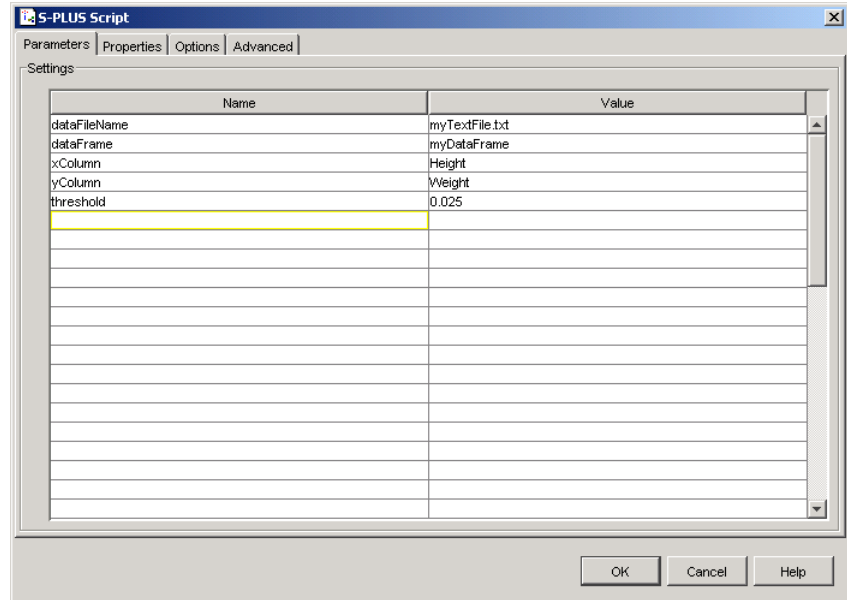 S-PLUS Script
Parameters Properties Options Advanced
Settings
Name Value
dataFileName myTextFile.txt
dataFrame myDataFrame
xColumn Height
yColumn Weight
threshold 0.025
OK Cancel Help